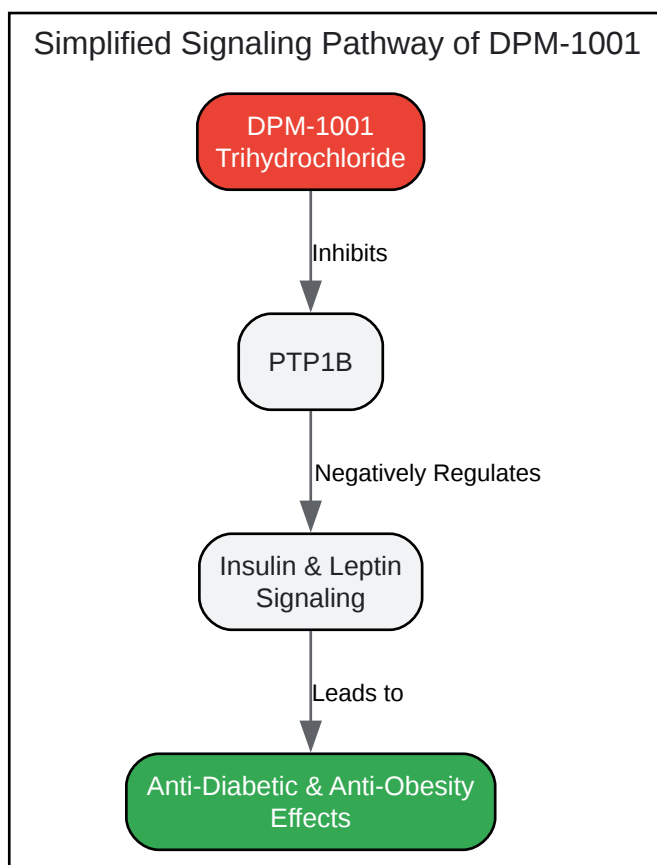 Simplified Signaling Pathway of DPM-1001
DPM-1001
Trihydrochloride
Inhibits
PTP1B
Negatively Regulates
Insulin & Leptin
Signaling
Leads to
Anti-Diabetic & Anti-Obesity
Effects